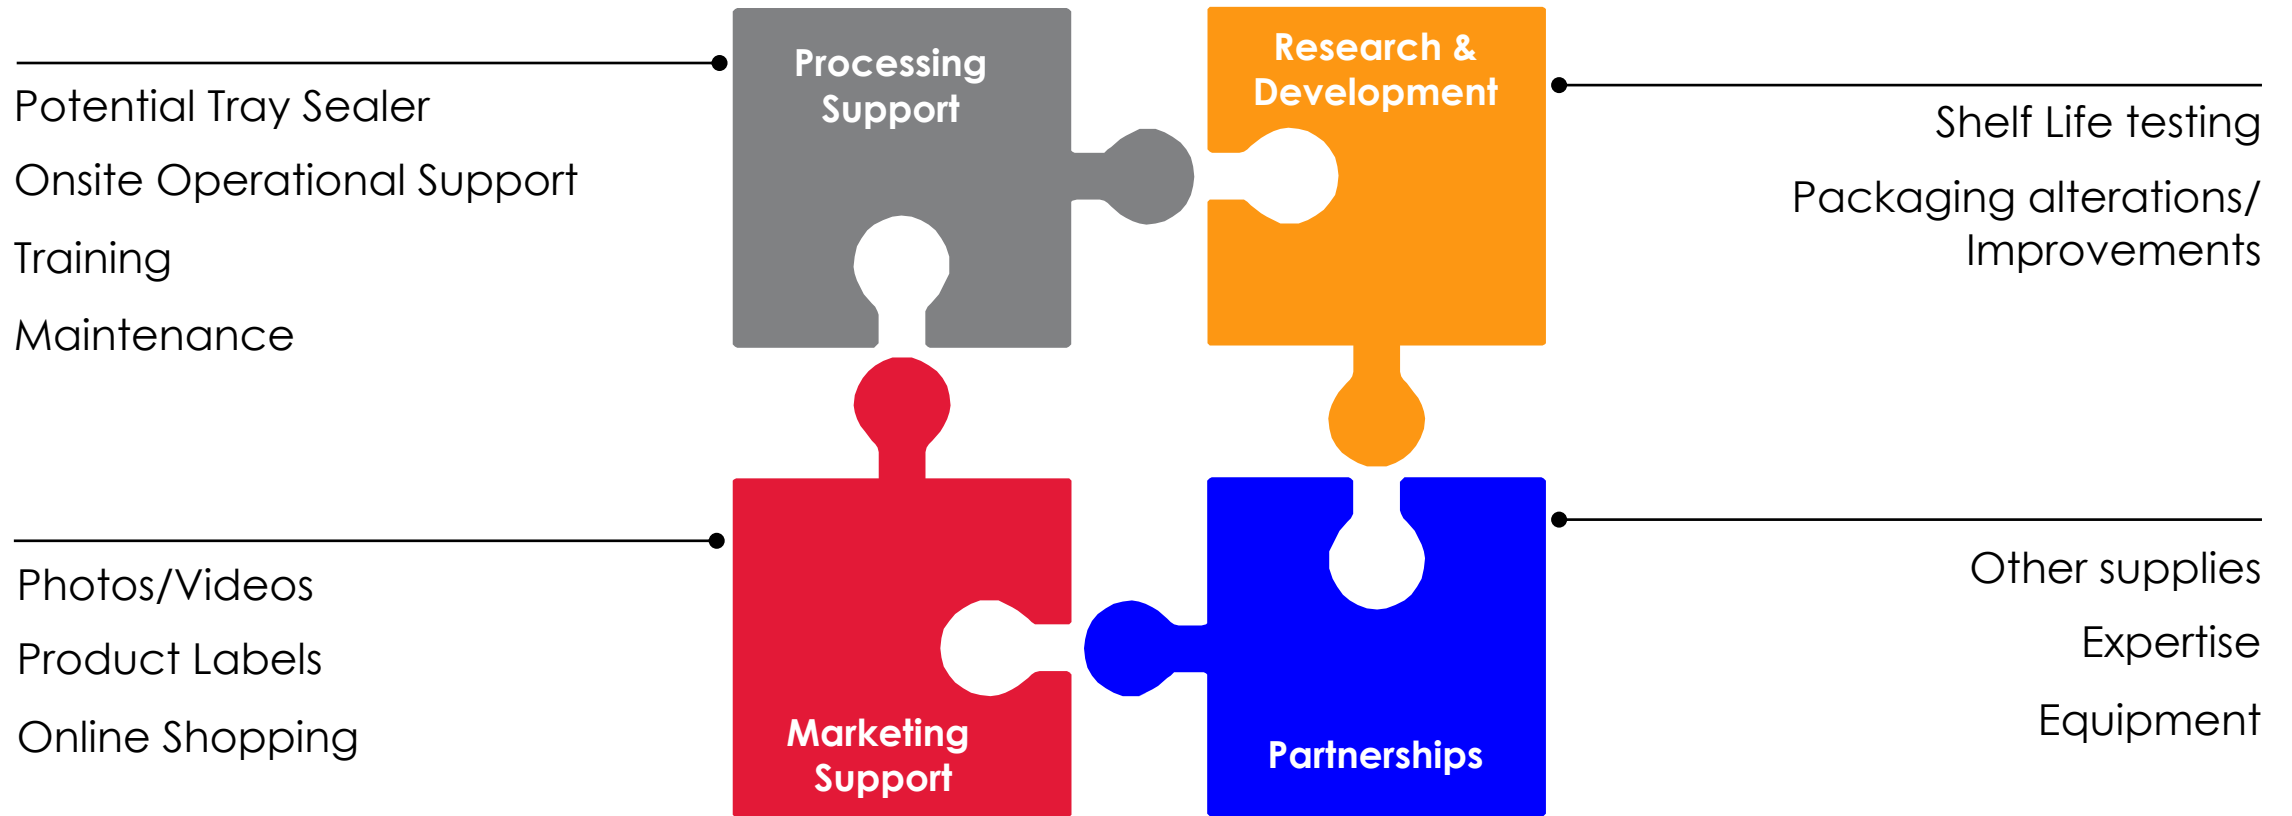 Processing
Support
Potential Tray Sealer
Onsite Operational Support
Training
Maintenance
Research &
Development
Shelf Life testing
Packaging alterations/
Improvements
Marketing
Support
Photos/Videos
Product Labels
Online Shopping
Partnerships
Other supplies
Expertise
Equipment